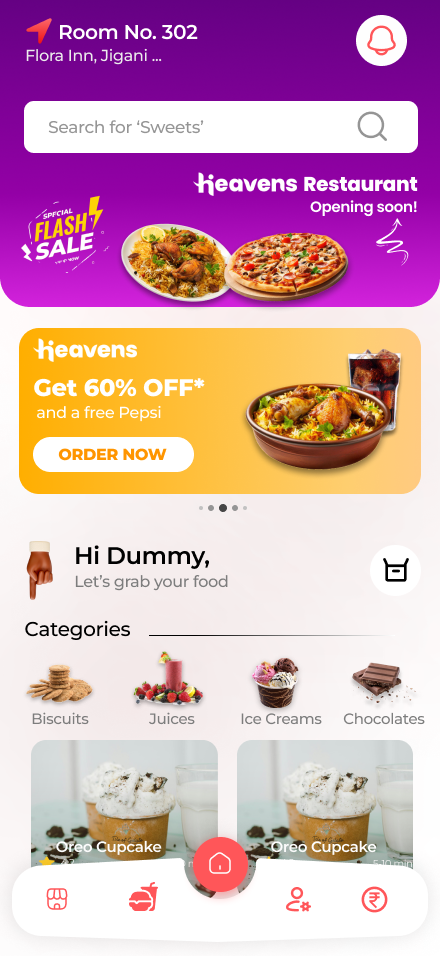 Room No. 302
Flora Inn, Jigani ...
Search for ‘Sweets’
Heavens Restaurant
Opening soon!
SPECIAL
FLASH
SALE
Heavens
Get 60% OFF*
and a free Pepsi
ORDER NOW
Hi Dummy,
Let’s grab your food
Categories
Biscuits
Juices
Ice Creams
Chocolates
Oreo Cupcake
Oreo Cupcake
5-10 min